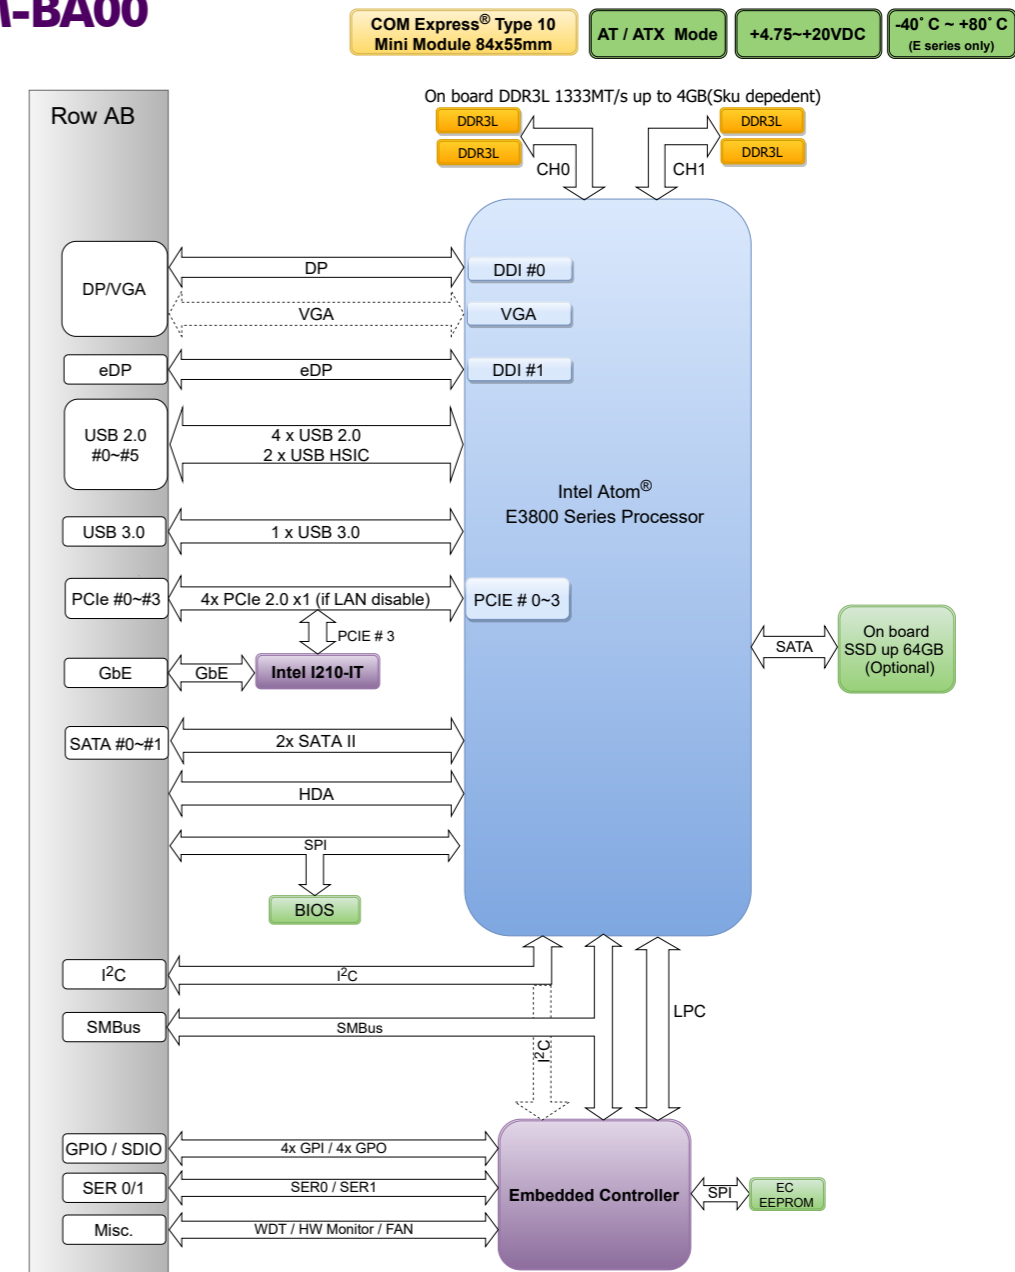 M-BA00
COM Express® Type 10
Mini Module 84x55mm
AT / ATX Mode
+4.75~+20VDC
-40˚ C ~ +80˚ C
(E series only)
On board DDR3L 1333MT/s up to 4GB(Sku depedent)
Row AB
DDR3L
DDR3L
DDR3L
DDR3L
CH0
CH1
DP/VGA
DP
DDI #0
VGA
VGA
eDP
eDP
DDI #1
USB 2.0
#0~#5
4 x USB 2.0
2 x USB HSIC
Intel Atom®
E3800 Series Processor
USB 3.0
1 x USB 3.0
PCIe #0~#3
4x PCIe 2.0 x1 (if LAN disable)
PCIE # 0~3
PCIE # 3
On board
SSD up 64GB
(Optional)
SATA
GbE
GbE
Intel I210-IT
SATA #0~#1
2x SATA II
HDA
SPI
BIOS
I2C
I2C
LPC
SMBus
SMBus
I2C
GPIO / SDIO
4x GPI / 4x GPO
SER 0/1
SER0 / SER1
Embedded Controller
SPI
EC
EEPROM
Misc.
WDT / HW Monitor / FAN